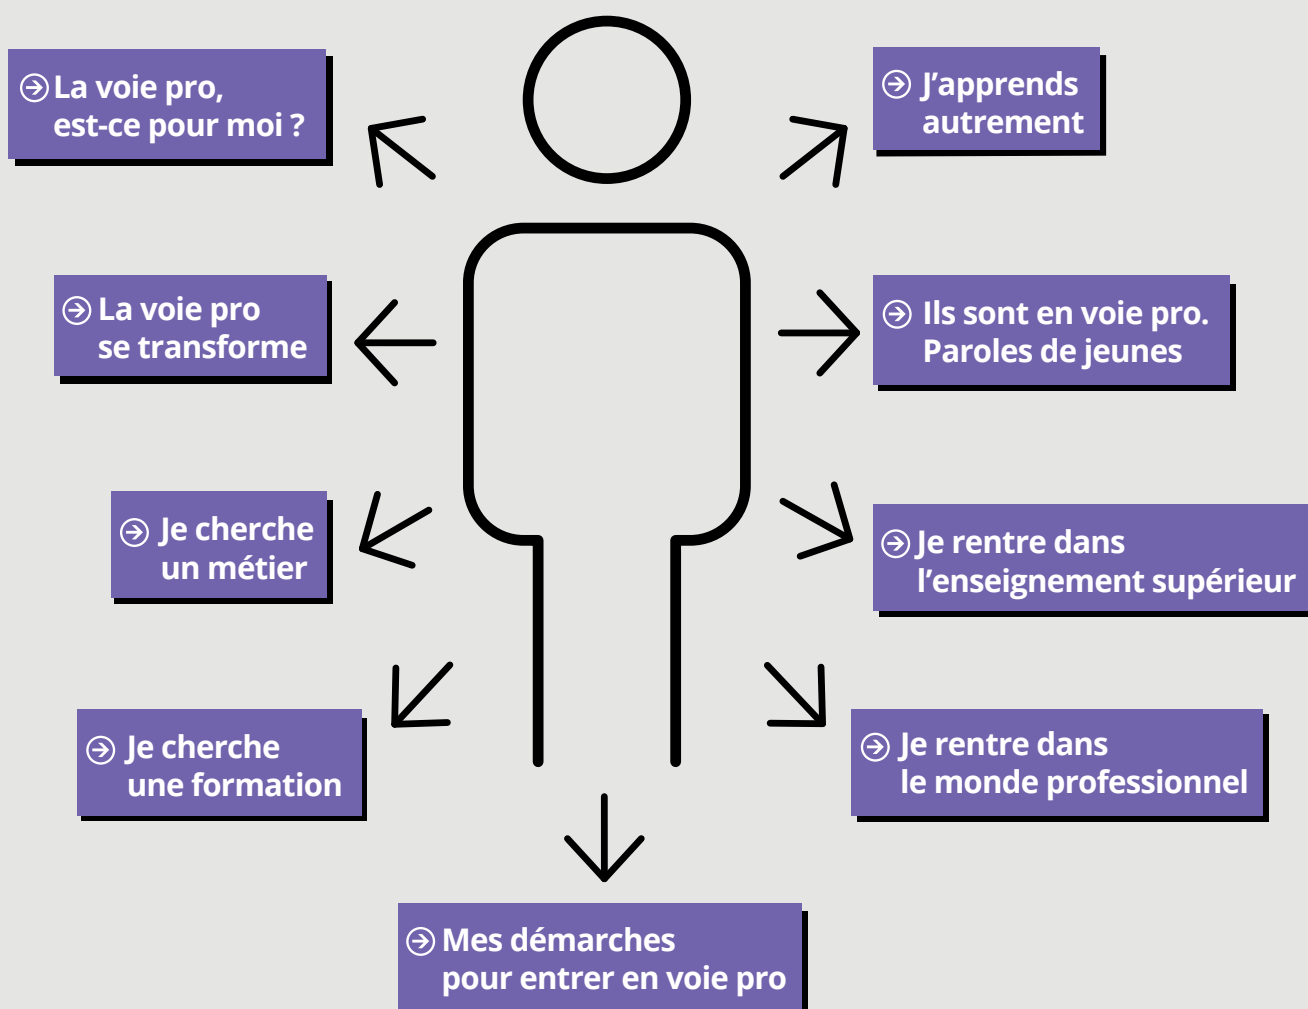 La voie pro,
est-ce pour moi ?
J’apprends
autrement
La voie pro
se transforme
Ils sont en voie pro.
Paroles de jeunes
Je cherche
un métier
Je rentre dans
l’enseignement supérieur
Je cherche
une formation
Je rentre dans
le monde professionnel
Mes démarches
pour entrer en voie pro